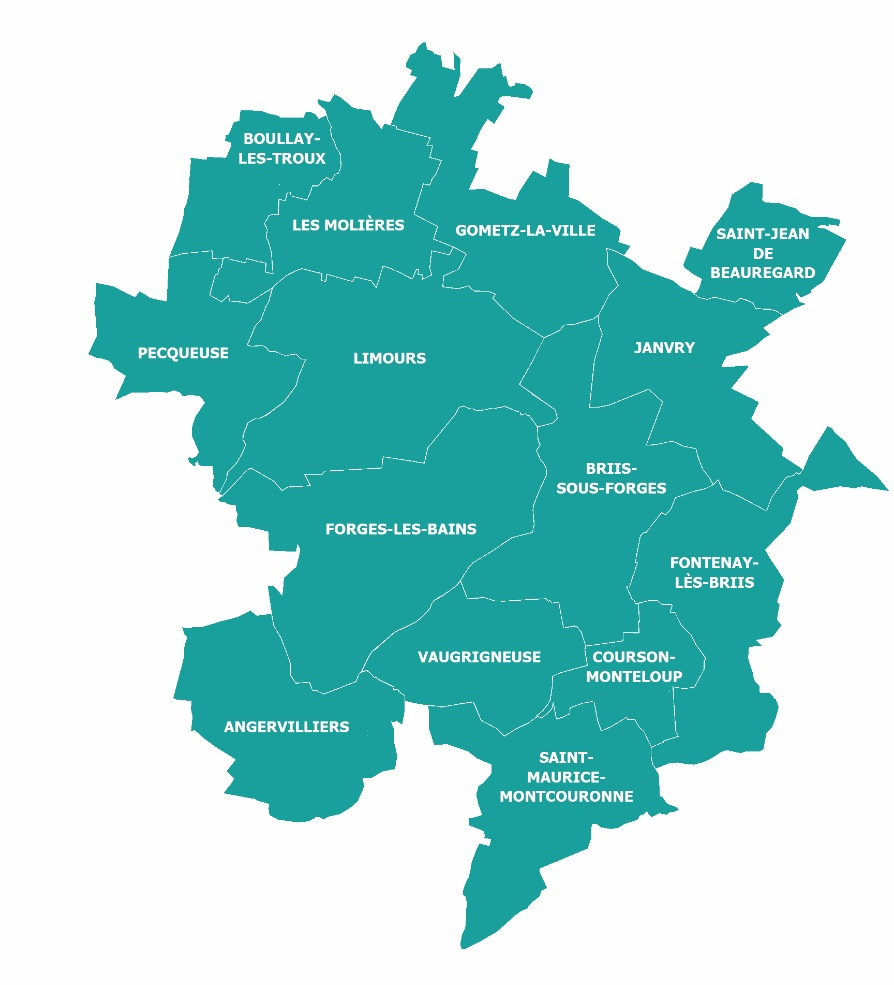 BOULLAY-
LES-TROUX
LES MOLIÈRES
GOMETZ-LA-VILLE
SAINT-JEAN
DE
BEAUREGARD
PECQUEUSE
LIMOURS
JANVRY
BRIIS-
SOUS-FORGES
FORGES-LES-BAINS
FONTENAY-
LÈS-BRIIS
VAUGRIGNEUSE
COURSON-
MONTELOUP
ANGERVILLIERS
SAINT-
MAURICE-
MONTCOURONNE